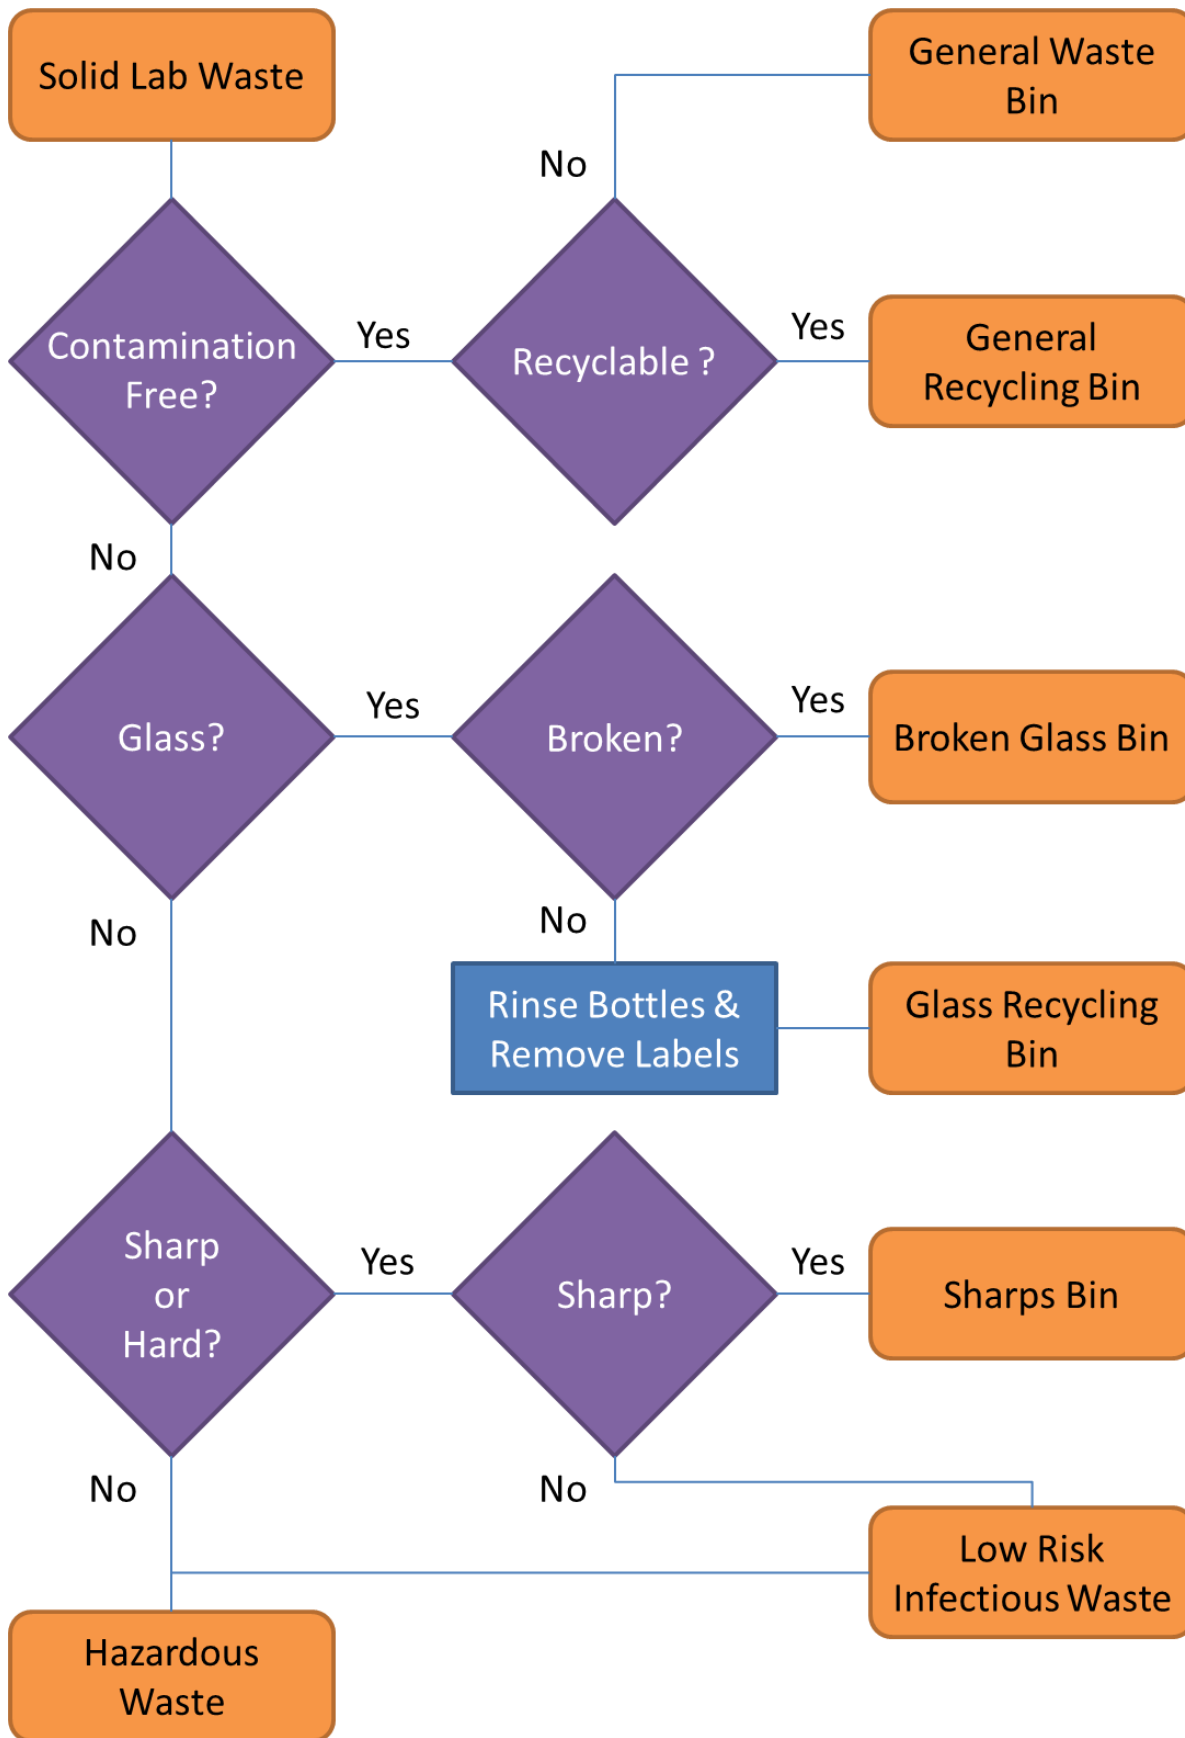 Solid Lab Waste
General Waste
Bin
No
Contamination
Free?
Yes
Recyclable ?
Yes
General
Recycling Bin
No
Glass?
Yes
Broken?
Yes
Broken Glass Bin
No
No
Rinse Bottles &
Remove Labels
Glass Recycling
Bin
Sharp
or
Hard?
Yes
Sharp?
Yes
Sharps Bin
No
No
Low Risk
Infectious Waste
Hazardous
Waste